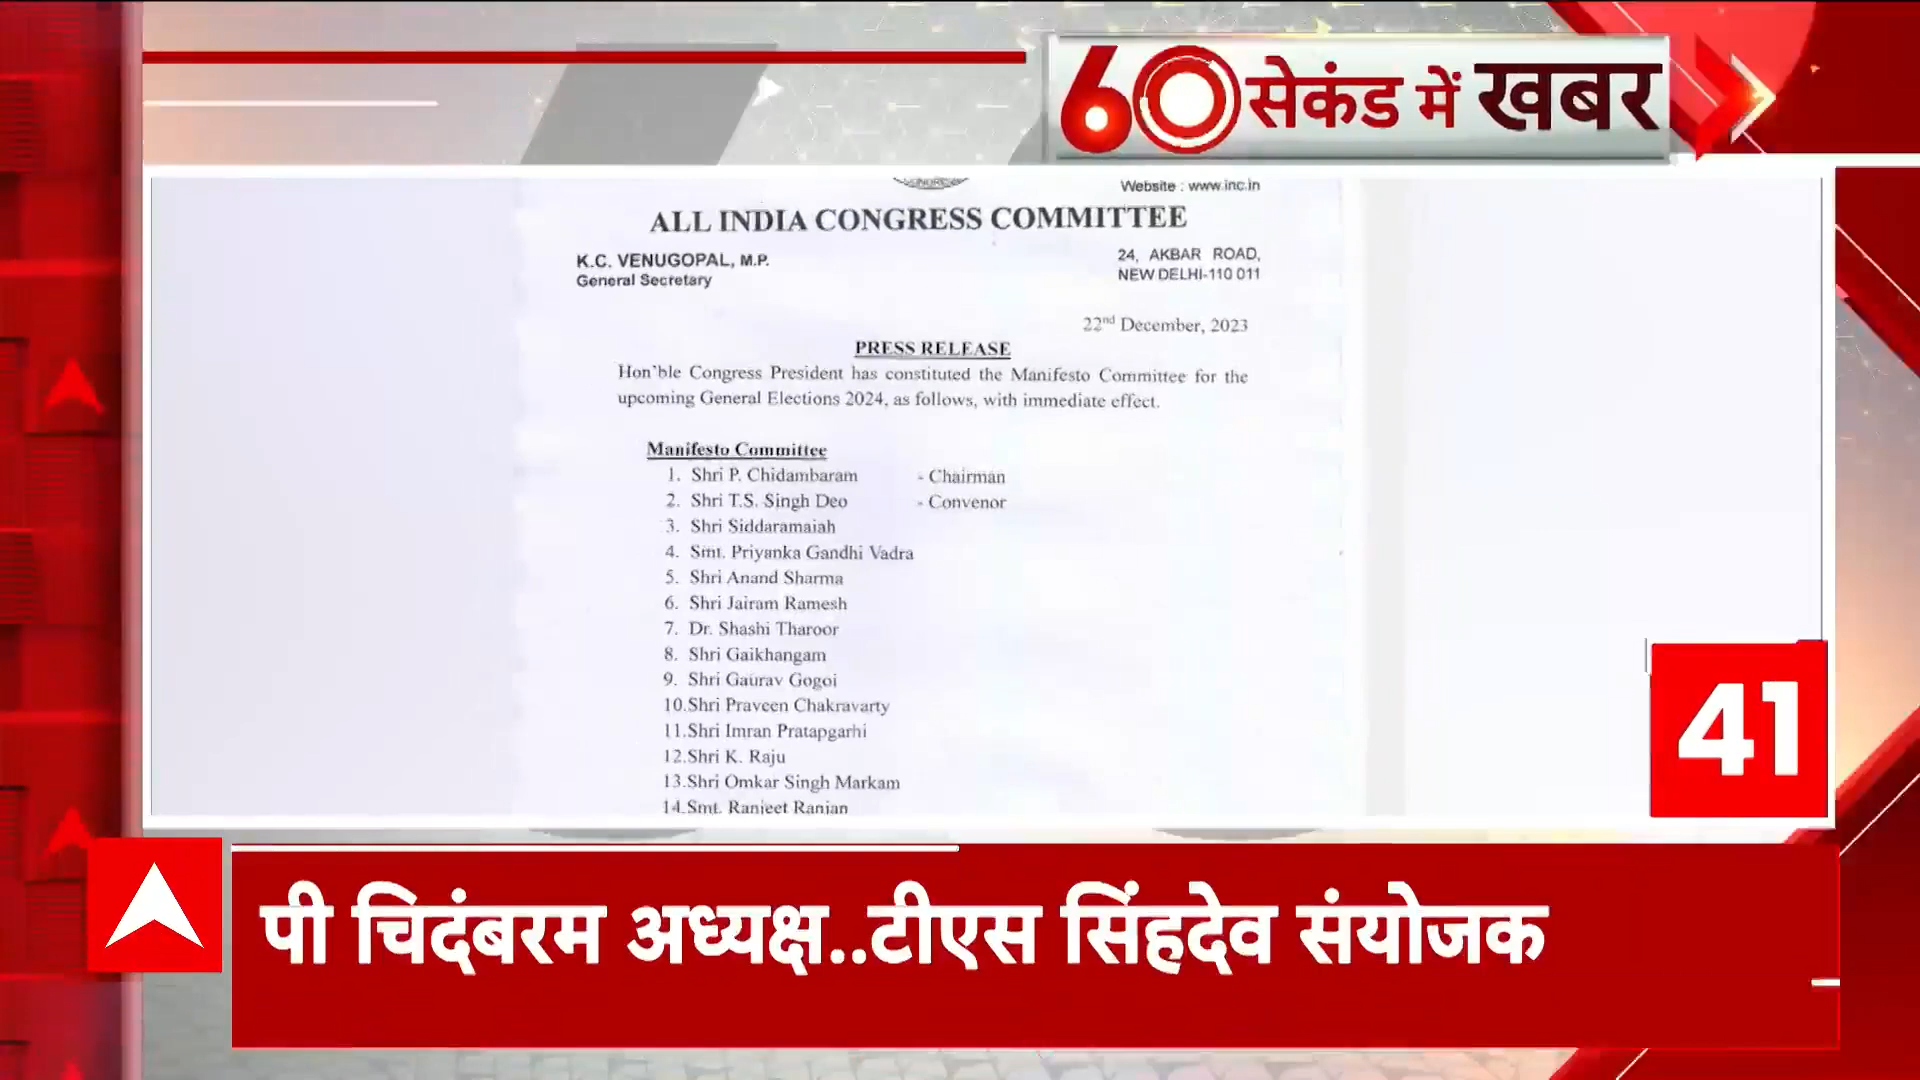 60 सेकंड में खबर
Website : www.inc.in
ALL INDIA CONGRESS COMMITTEE
K.C. VENUGOPAL, M.P.
General Secretary
24, AKBAR ROAD,
NEW DELHI-110 011
22nd December, 2023
PRESS RELEASE
Hon'ble Congress President has constituted the Manifesto Committee for the
upcoming General Elections 2024, as follows, with immediate effect.
Manifesto Committee
1. Shri P. Chidambaram - Chairman
2. Shri T.S. Singh Deo - Convenor
3. Shri Siddaramaiah
4. Smt. Priyanka Gandhi Vadra
5. Shri Anand Sharma
6. Shri Jairam Ramesh
7. Dr. Shashi Tharoor
8. Shri Gaikhangam
9. Shri Gaurav Gogoi
10.Shri Praveen Chakravarty
11.Shri Imran Pratapgarhi
12.Shri K. Raju
13.Shri Omkar Singh Markam
14.Smt. Ranjeet Ranjan
41
पी चिदंबरम अध्यक्ष..टीएस सिंहदेव संयोजक